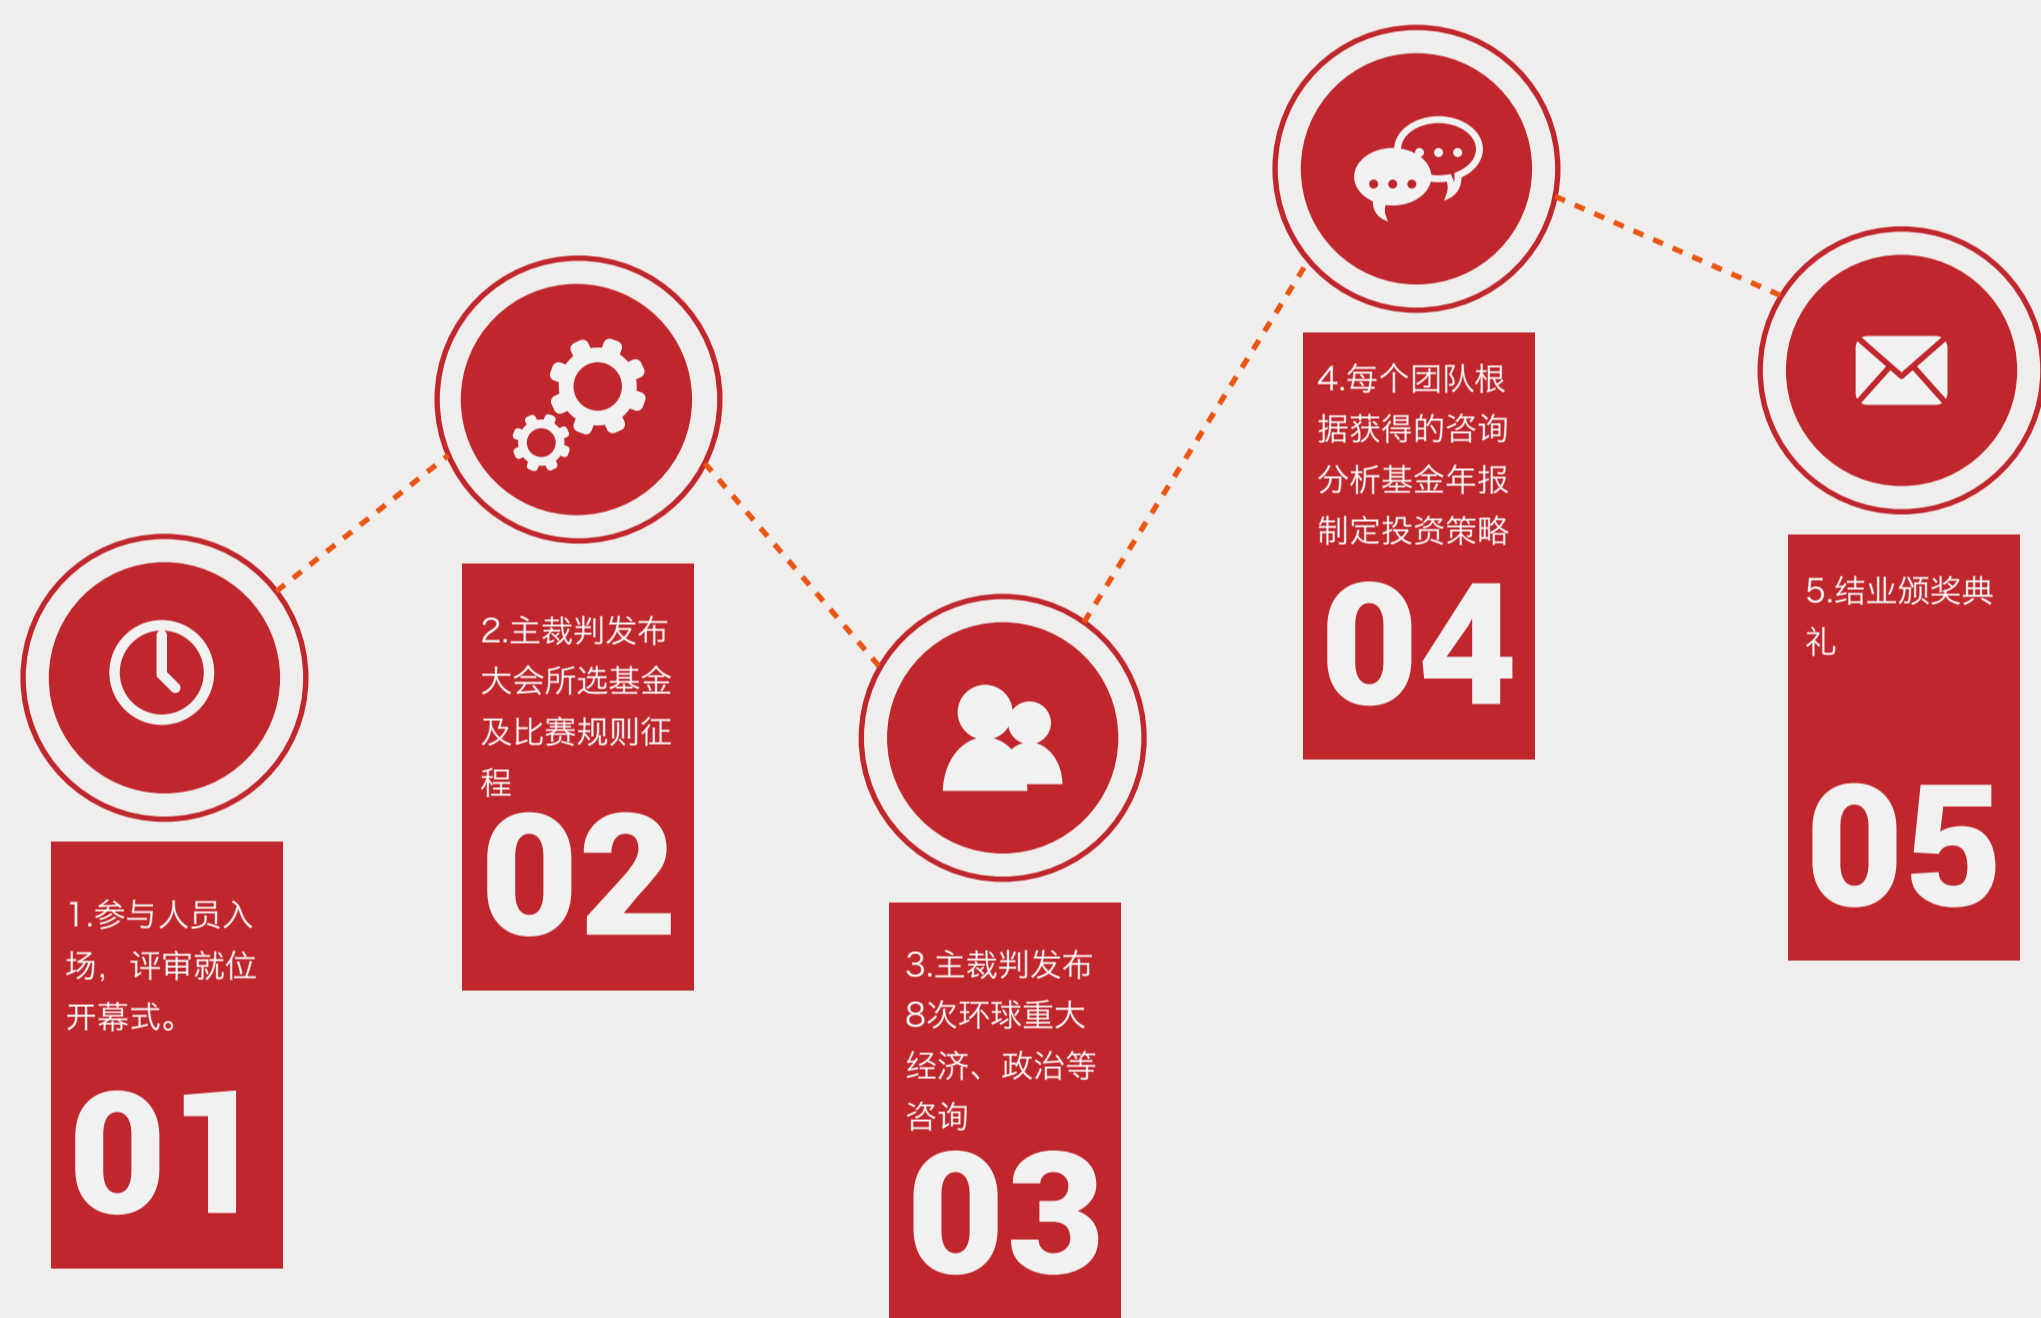 1.参与人员入
场，评审就位
开幕式。
01
2.主裁判发布
大会所选基金
及比赛规则征
程
02
3.主裁判发布
8次环球重大
经济、政治等
咨询
03
4.每个团队根
据获得的咨询
分析基金年报
制定投资策略
04
5.结业颁奖典
礼
05